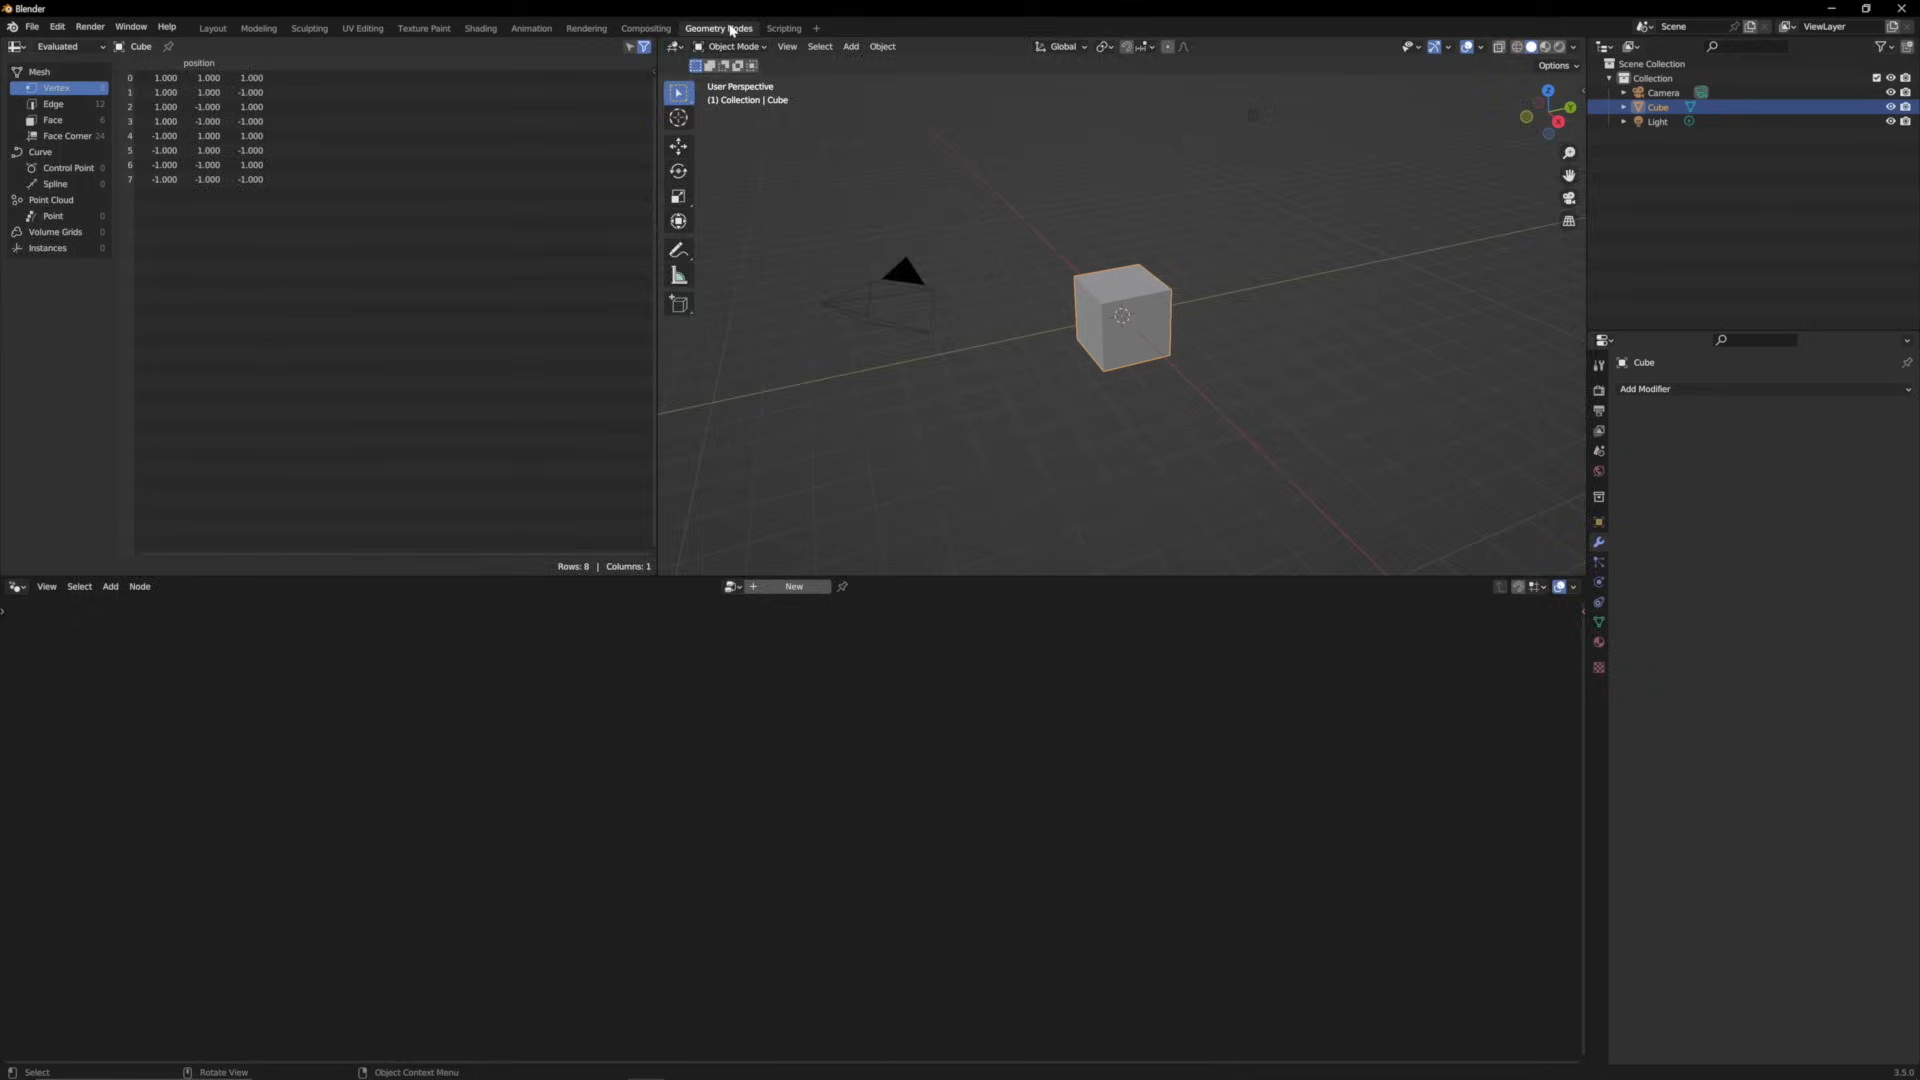 Blender
File Edit Render Window Help Layout Modeling Sculpting UV Editing Texture Paint Shading Animation Rendering Compositing Geometry Nodes Scripting + Scene ViewLayer
Evaluated Cube
Object Mode View Select Add Object Global
Options
position
Mesh
Vertex 8
Edge 12
Face 6
Face Corner 24
Curve
Control Point 0
Spline 0
Point Cloud
Point 0
Volume Grids 0
Instances 0
0 1.000 1.000 1.000
1 1.000 1.000 -1.000
2 1.000 -1.000 1.000
3 1.000 -1.000 -1.000
4 -1.000 1.000 1.000
5 -1.000 1.000 -1.000
6 -1.000 -1.000 1.000
7 -1.000 -1.000 -1.000
Rows: 8 | Columns: 1
User Perspective
(1) Collection | Cube
Z
Y
X
Scene Collection
Collection
Camera
Cube
Light
Cube
Add Modifier
View Select Add Node + New
Select Rotate View Object Context Menu 3.5.0